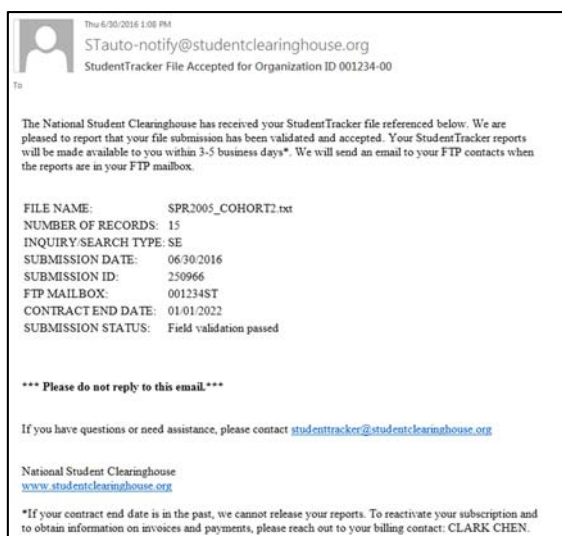 Thu 6/30/2016 1:08 PM
STauto-notify@studentclearinghouse.org
StudentTracker File Accepted for Organization ID 001234-00
To
The National Student Clearinghouse has received your StudentTracker file referenced below. We are
pleased to report that your file submission has been validated and accepted. Your StudentTracker reports
will be made available to you within 3-5 business days*. We will send an email to your FTP contacts when
the reports are in your FTP mailbox.
FILE NAME: SPR2005_COHORT2.txt
NUMBER OF RECORDS: 15
INQUIRY/SEARCH TYPE: SE
SUBMISSION DATE: 06/30/2016
SUBMISSION ID: 250966
FTP MAILBOX: 001234ST
CONTRACT END DATE: 01/01/2022
SUBMISSION STATUS: Field validation passed
*** Please do not reply to this email.***
If you have questions or need assistance, please contact studenttracker@studentclearinghouse.org
National Student Clearinghouse
www.studentclearinghouse.org
*If your contract end date is in the past, we cannot release your reports. To reactivate your subscription and
to obtain information on invoices and payments, please reach out to your billing contact: CLARK CHEN.